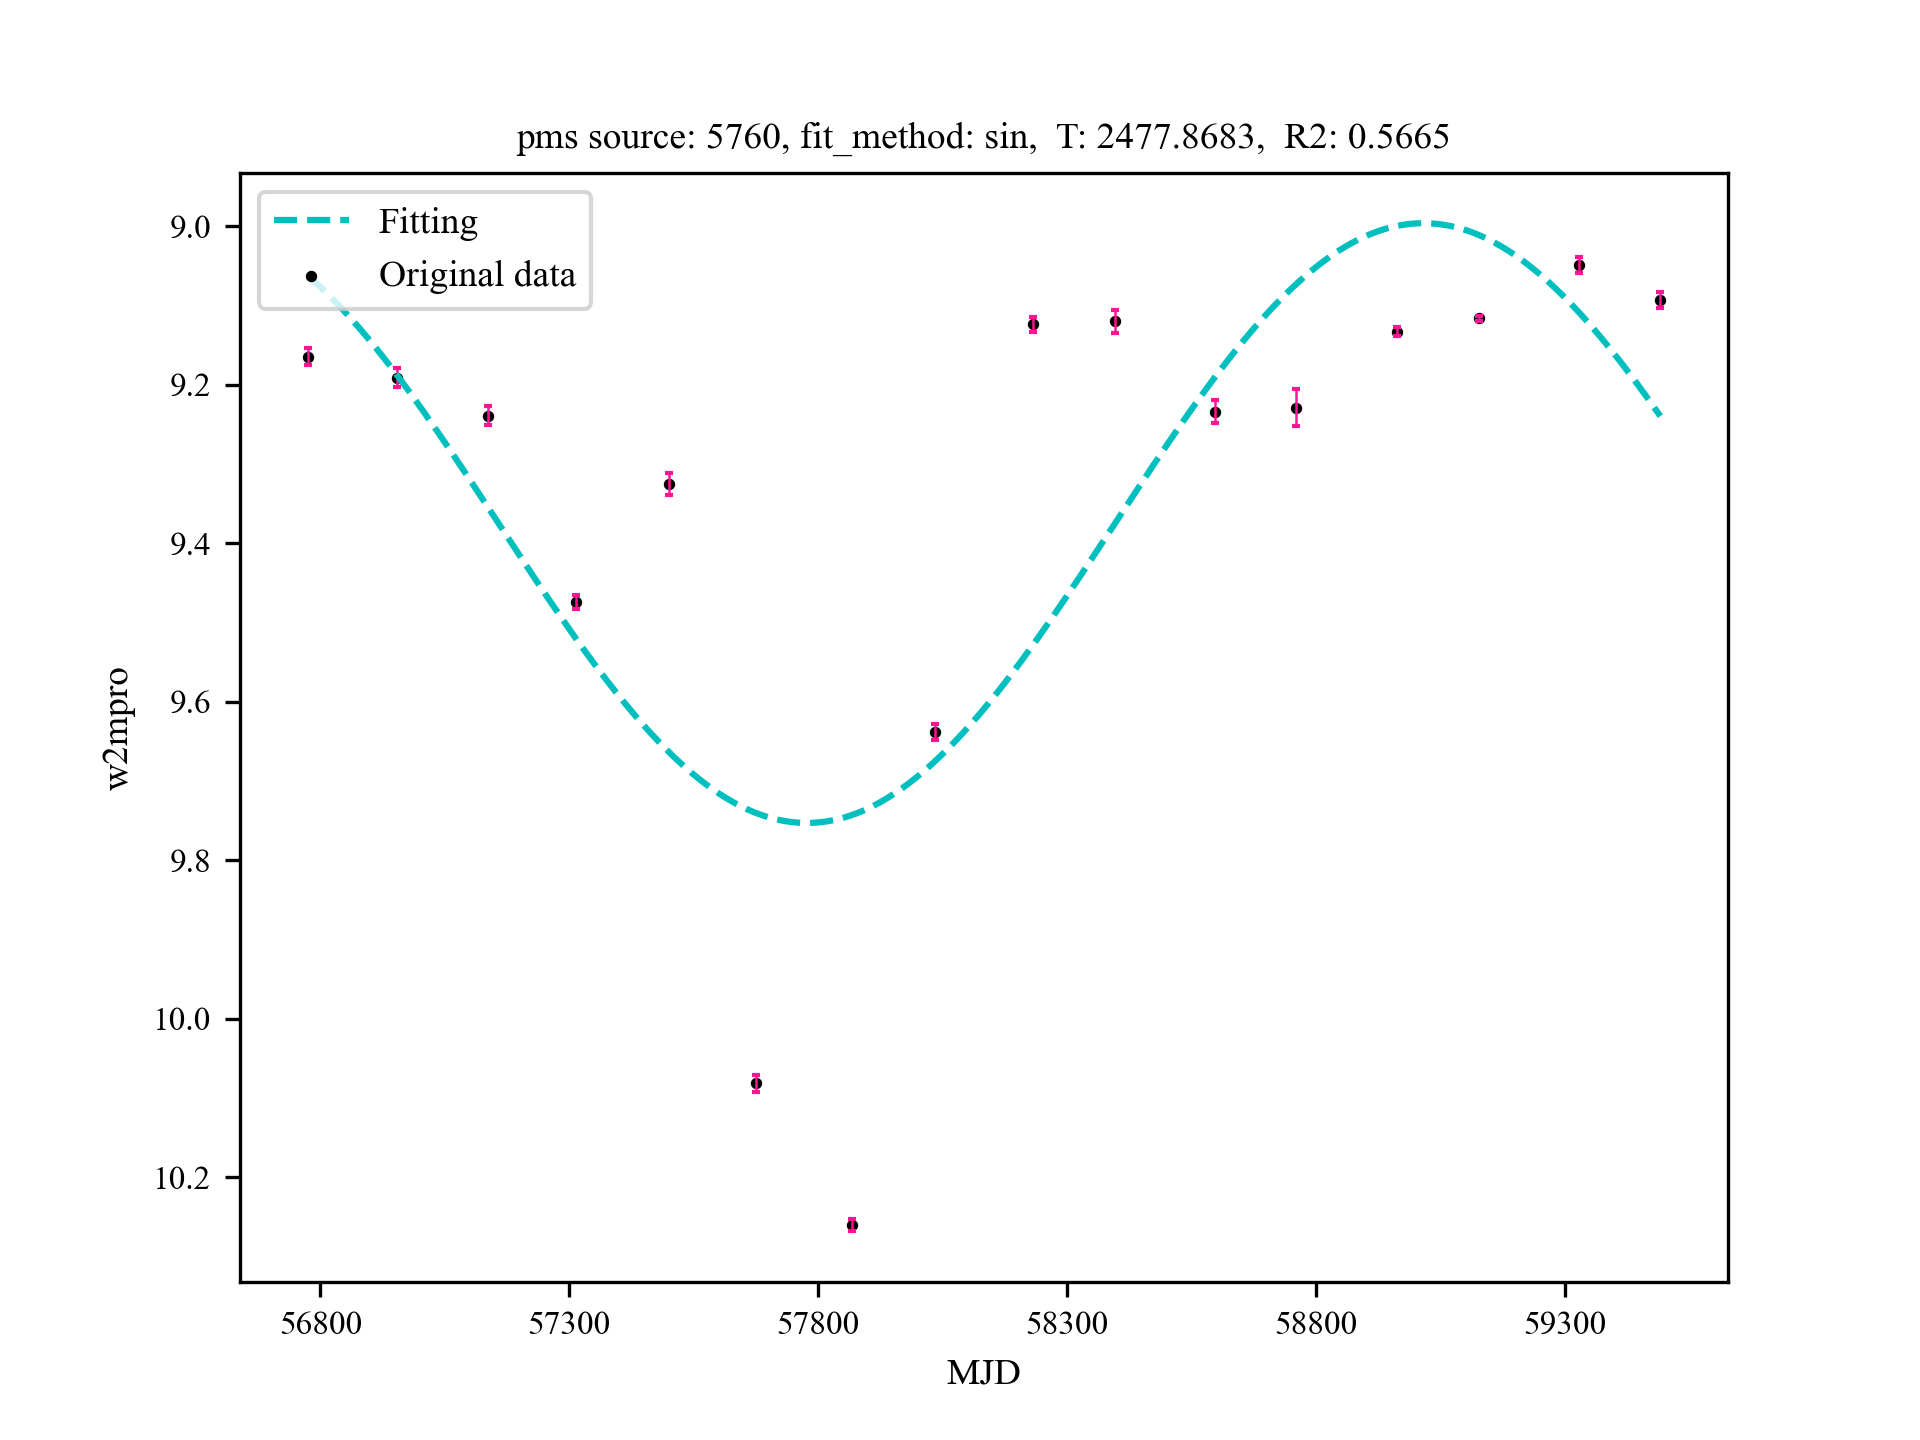 pms source: 5760, fit_method: sin,  T: 2477.8683,  R2: 0.5665
Fitting
Original data
9.0
9.2
9.4
9.6
9.8
10.0
10.2
w2mpro
56800
57300
57800
58300
58800
59300
MJD